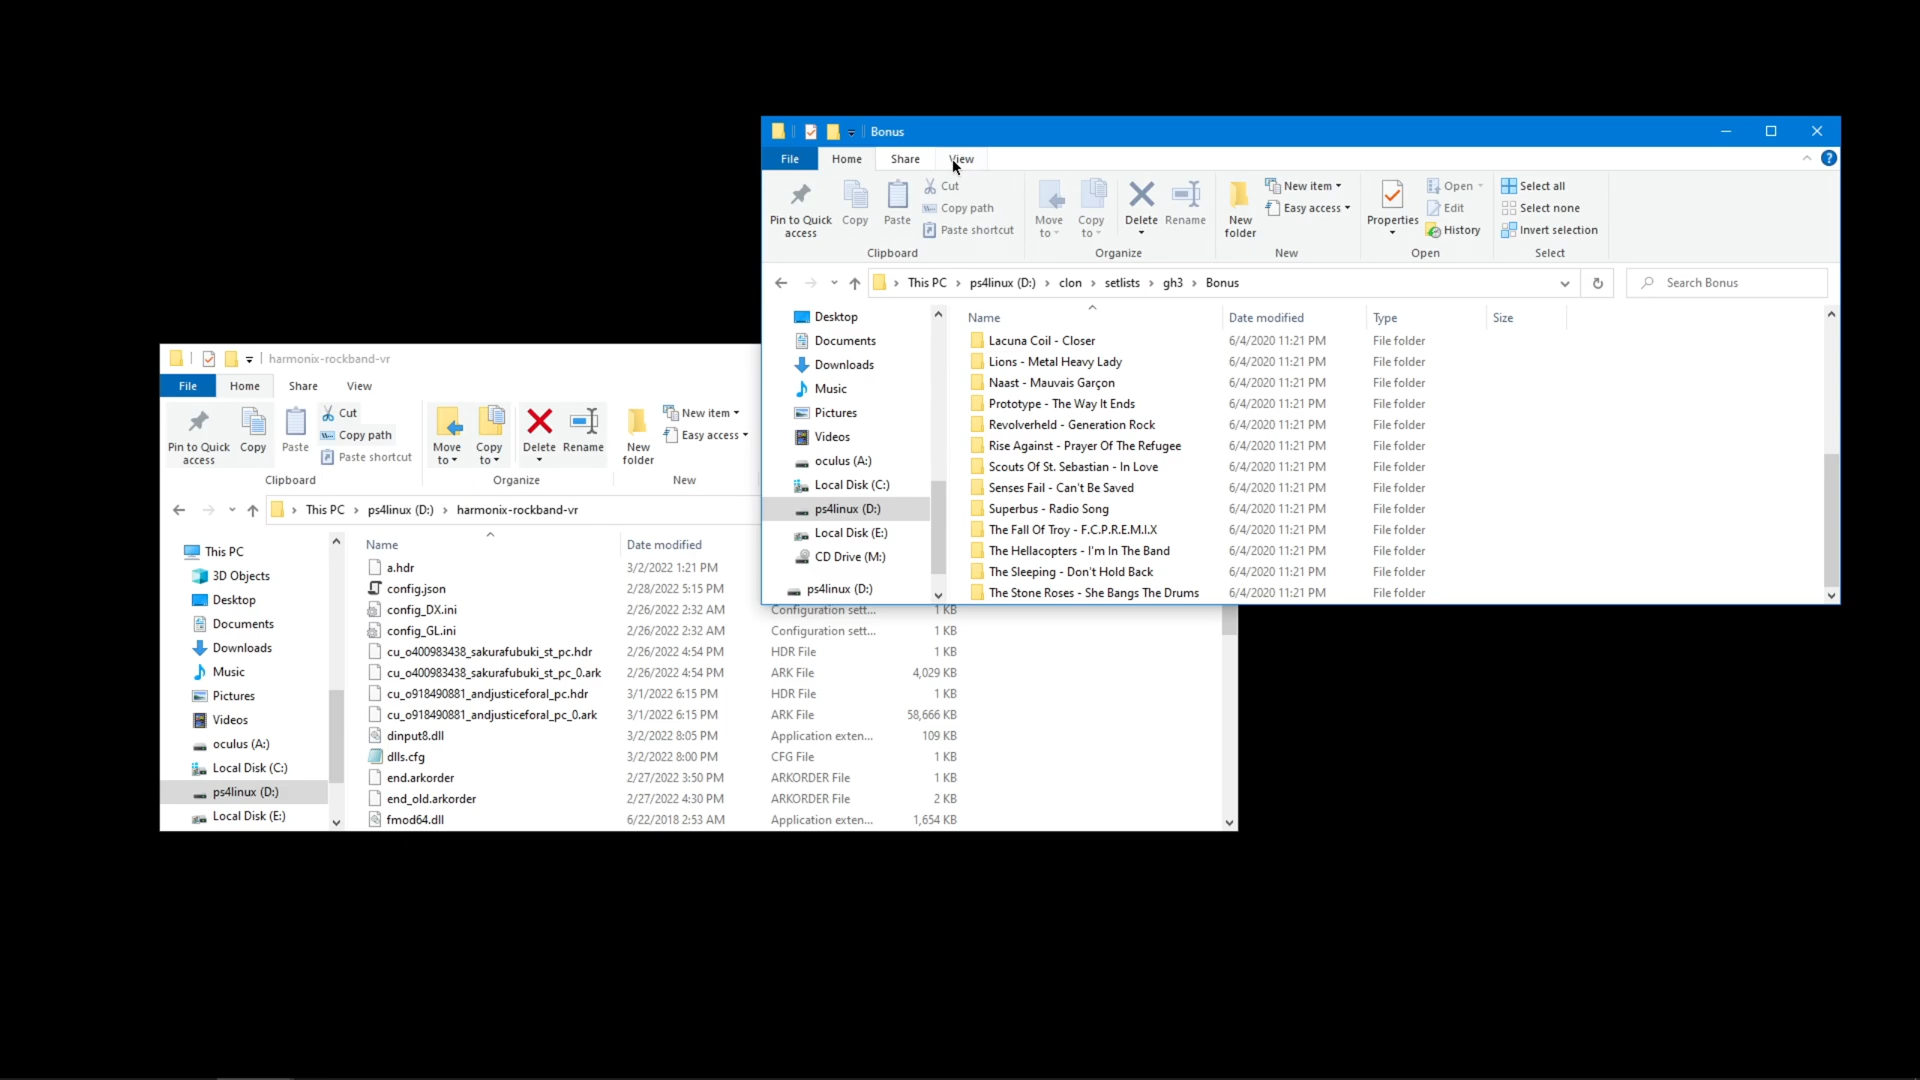 Bonus
File Home Share View
Pin to Quick access
Copy
Paste
Cut
Copy path
Paste shortcut
Clipboard
Move to
Copy to
Delete
Rename
Organize
New folder
New item
Easy access
New
Properties
Open
Edit
History
Open
Select all
Select none
Invert selection
Select
This PC › ps4linux (D:) › clon › setlists › gh3 › Bonus
Search Bonus
Desktop
Documents
Downloads
Music
Pictures
Videos
oculus (A:)
Local Disk (C:)
ps4linux (D:)
Local Disk (E:)
CD Drive (M:)
ps4linux (D:)
Name Date modified Type Size
Lacuna Coil - Closer 6/4/2020 11:21 PM File folder
Lions - Metal Heavy Lady 6/4/2020 11:21 PM File folder
Naast - Mauvais Garçon 6/4/2020 11:21 PM File folder
Prototype - The Way It Ends 6/4/2020 11:21 PM File folder
Revolverheld - Generation Rock 6/4/2020 11:21 PM File folder
Rise Against - Prayer Of The Refugee 6/4/2020 11:21 PM File folder
Scouts Of St. Sebastian - In Love 6/4/2020 11:21 PM File folder
Senses Fail - Can't Be Saved 6/4/2020 11:21 PM File folder
Superbus - Radio Song 6/4/2020 11:21 PM File folder
The Fall Of Troy - F.C.P.R.E.M.I.X 6/4/2020 11:21 PM File folder
The Hellacopters - I'm In The Band 6/4/2020 11:21 PM File folder
The Sleeping - Don't Hold Back 6/4/2020 11:21 PM File folder
The Stone Roses - She Bangs The Drums 6/4/2020 11:21 PM File folder
harmonix-rockband-vr
File Home Share View
Pin to Quick access
Copy
Paste
Cut
Copy path
Paste shortcut
Clipboard
Move to
Copy to
Delete
Rename
Organize
New folder
New item
Easy access
New
This PC › ps4linux (D:) › harmonix-rockband-vr
This PC
3D Objects
Desktop
Documents
Downloads
Music
Pictures
Videos
oculus (A:)
Local Disk (C:)
ps4linux (D:)
Local Disk (E:)
Name Date modified
a.hdr 3/2/2022 1:21 PM
config.json 2/28/2022 5:15 PM
config_DX.ini 2/26/2022 2:32 AM Configuration sett... 1 KB
config_GL.ini 2/26/2022 2:32 AM Configuration sett... 1 KB
cu_o400983438_sakurafubuki_st_pc.hdr 2/26/2022 4:54 PM HDR File 1 KB
cu_o400983438_sakurafubuki_st_pc_0.ark 2/26/2022 4:54 PM ARK File 4,029 KB
cu_o918490881_andjusticeforal_pc.hdr 3/1/2022 6:15 PM HDR File 1 KB
cu_o918490881_andjusticeforal_pc_0.ark 3/1/2022 6:15 PM ARK File 58,666 KB
dinput8.dll 3/2/2022 8:05 PM Application exten... 109 KB
dlls.cfg 3/2/2022 8:00 PM CFG File 1 KB
end.arkorder 2/27/2022 3:50 PM ARKORDER File 1 KB
end_old.arkorder 2/27/2022 4:30 PM ARKORDER File 2 KB
fmod64.dll 6/22/2018 2:53 AM Application exten... 1,654 KB